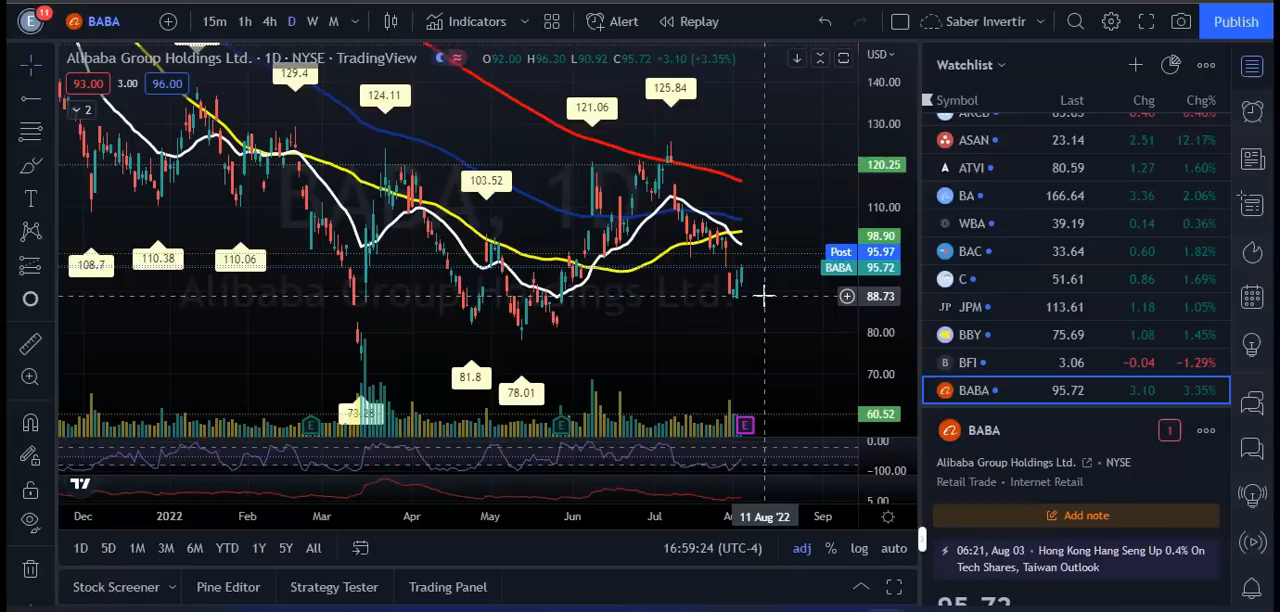 E 11 BABA 15m 1h 4h D W M Indicators Alert Replay Saber Invertir Publish
Alibaba Group Holdings Ltd. · 1D · NYSE · TradingView O92.00 H96.30 L90.92 C95.72 +3.10 (+3.35%) USD
93.00 3.00 96.00
2
BABA, 1D
Alibaba Group Holdings Ltd.
129.4
124.11
121.06
125.84
103.52
108.7
110.38
110.06
81.8
78.01
140.00
130.00
120.25
110.00
98.90
Post 95.97
BABA 95.72
88.73
80.00
70.00
60.52
E E E
0.00
-100.00
5.00
Dec 2022 Feb Mar Apr May Jun Jul 11 Aug '22 Sep
1D 5D 1M 3M 6M YTD 1Y 5Y All 16:59:24 (UTC-4) adj % log auto
Stock Screener Pine Editor Strategy Tester Trading Panel
Watchlist
Symbol Last Chg Chg%
ASAN 23.14 2.51 12.17%
ATVI 80.59 1.27 1.60%
BA 166.64 3.36 2.06%
WBA 39.19 0.14 0.36%
BAC 33.64 0.60 1.82%
C 51.61 0.86 1.69%
JP JPM 113.61 1.18 1.05%
BBY 75.69 1.08 1.45%
B BFI 3.06 −0.04 −1.29%
BABA 95.72 3.10 3.35%
BABA 1
Alibaba Group Holdings Ltd. • NYSE
Retail Trade • Internet Retail
Add note
06:21, Aug 03 • Hong Kong Hang Seng Up 0.4% On
Tech Shares, Taiwan Outlook
95.72